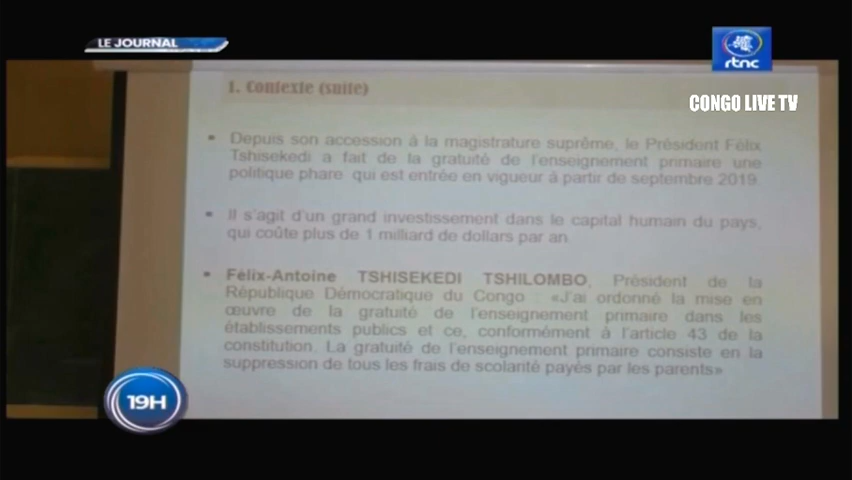 LE JOURNAL
rtnc
CONGO LIVE TV
1. Contexte (suite)
• Depuis son accession à la magistrature suprême, le Président Félix
Tshisekedi a fait de la gratuité de l'enseignement primaire une
politique phare qui est entrée en vigueur à partir de septembre 2019.
• Il s'agit d'un grand investissement dans le capital humain du pays,
qui coûte plus de 1 milliard de dollars par an
• Félix-Antoine TSHISEKEDI TSHILOMBO, Président de la
République Démocratique du Congo : «J'ai ordonné la mise en
œuvre de la gratuité de l'enseignement primaire dans les
établissements publics et ce, conformément à l'article 43 de la
constitution. La gratuité de l'enseignement primaire consiste en la
suppression de tous les frais de scolarité payés par les parents»
19H